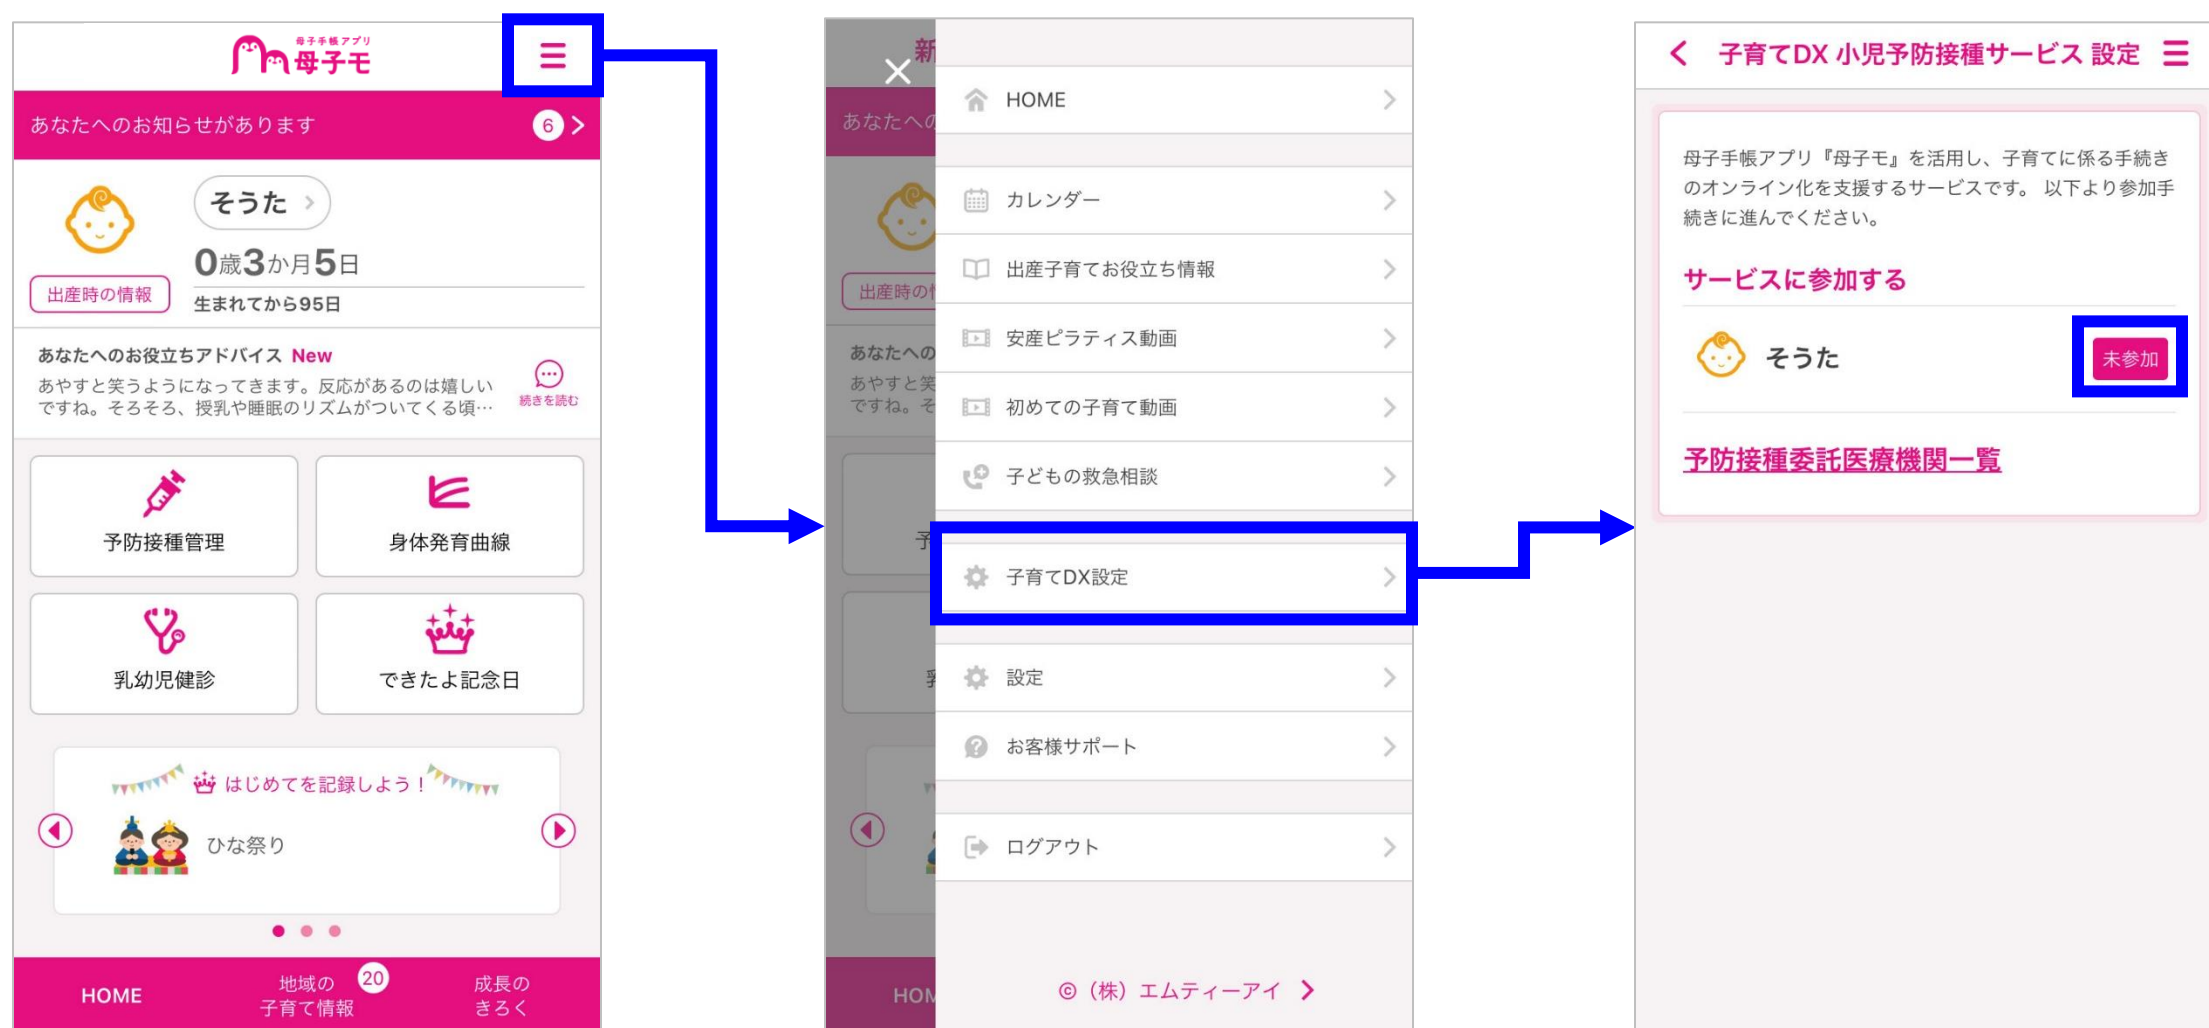 母子手帳アプリ
母子モ
あなたへのお知らせがあります
6
そうた
0歳3か月5日
出産時の情報
生まれてから95日
あなたへのお役立ちアドバイス New
あやすと笑うようになってきます。反応があるのは嬉しい
ですね。そろそろ、授乳や睡眠のリズムがついてくる頃…
続きを読む
予防接種管理
身体発育曲線
乳幼児健診
できたよ記念日
はじめてを記録しよう！
ひな祭り
HOME
地域の
子育て情報
20
成長の
きろく
新
あなたへの
出産時の
あなたへの
あやすと笑
ですね。そ
予
HOM
HOME
カレンダー
出産子育てお役立ち情報
安産ピラティス動画
初めての子育て動画
子どもの救急相談
子育てDX設定
設定
お客様サポート
ログアウト
©（株）エムティーアイ
子育てDX 小児予防接種サービス 設定
母子手帳アプリ『母子モ』を活用し、子育てに係る手続き
のオンライン化を支援するサービスです。 以下より参加手
続きに進んでください。
サービスに参加する
そうた
未参加
予防接種委託医療機関一覧